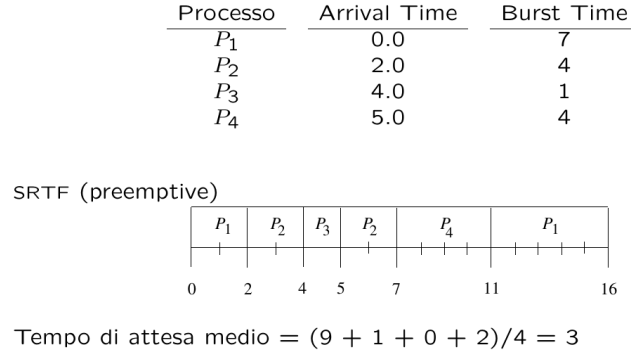 Processo Arrival Time Burst Time
P1 0.0 7
P2 2.0 4
P3 4.0 1
P4 5.0 4
SRTF (preemptive)
P1 P2 P3 P2 P4 P1
0 2 4 5 7 11 16
Tempo di attesa medio = (9 + 1 + 0 + 2)/4 = 3